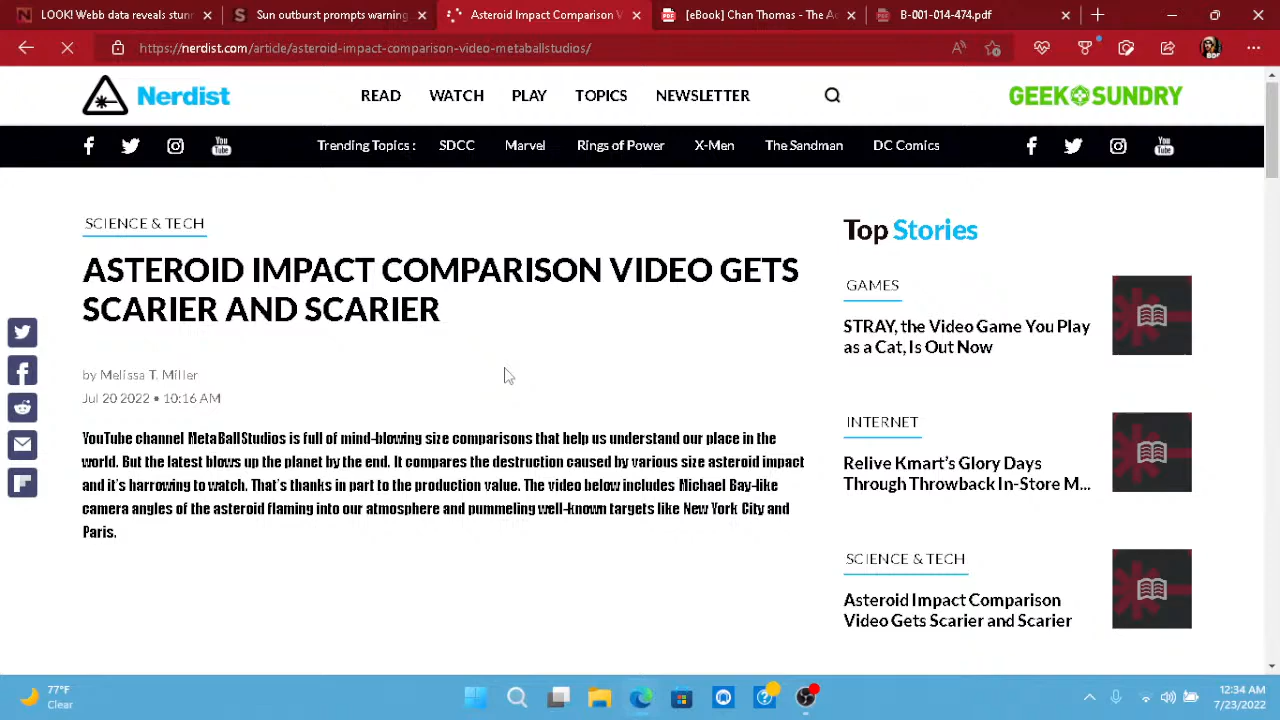 LOOK! Webb data reveals stunn
Sun outburst prompts warning
Asteroid Impact Comparison V
[eBook] Chan Thomas - The Ac
B-001-014-474.pdf
https://nerdist.com/article/asteroid-impact-comparison-video-metaballstudios/
Nerdist
READ WATCH PLAY TOPICS NEWSLETTER
GEEK SUNDRY
You Tube
Trending Topics : SDCC Marvel Rings of Power X-Men The Sandman DC Comics
You Tube
SCIENCE & TECH
ASTEROID IMPACT COMPARISON VIDEO GETS
SCARIER AND SCARIER
by Melissa T. Miller
Jul 20 2022 • 10:16 AM
YouTube channel MetaBallStudios is full of mind-blowing size comparisons that help us understand our place in the
world. But the latest blows up the planet by the end. It compares the destruction caused by various size asteroid impact
and it's harrowing to watch. That's thanks in part to the production value. The video below includes Michael Bay-like
camera angles of the asteroid flaming into our atmosphere and pummeling well-known targets like New York City and
Paris.
Top Stories
GAMES
STRAY, the Video Game You Play
as a Cat, Is Out Now
INTERNET
Relive Kmart's Glory Days
Through Throwback In-Store M...
SCIENCE & TECH
Asteroid Impact Comparison
Video Gets Scarier and Scarier
77°F
Clear
12:34 AM
7/23/2022